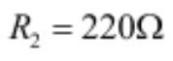 R₂ = 220Ω